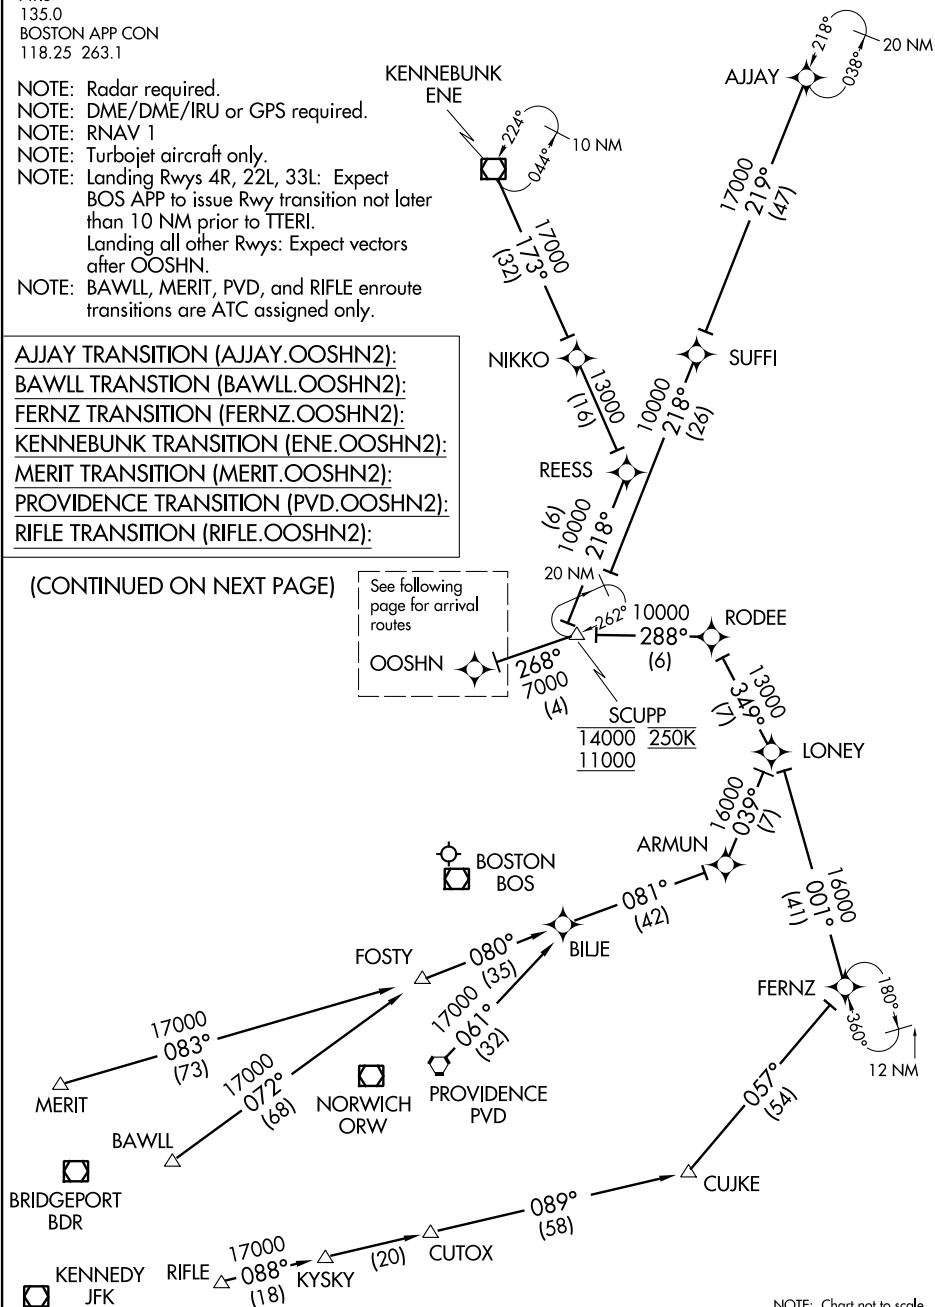 135.0
BOSTON APP CON
118.25 263.1
NOTE: Radar required.
NOTE: DME/DME/IRU or GPS required.
NOTE: RNAV 1
NOTE: Turbojet aircraft only.
NOTE: Landing Rwys 4R, 22L, 33L: Expect
BOS APP to issue Rwy transition not later
than 10 NM prior to TTERI.
Landing all other Rwys: Expect vectors
after OOSHN.
NOTE: BAWLL, MERIT, PVD, and RIFLE enroute
transitions are ATC assigned only.
AJJAY TRANSITION (AJJAY.OOSHN2):
BAWLL TRANSTION (BAWLL.OOSHN2):
FERNZ TRANSITION (FERNZ.OOSHN2):
KENNEBUNK TRANSITION (ENE.OOSHN2):
MERIT TRANSITION (MERIT.OOSHN2):
PROVIDENCE TRANSITION (PVD.OOSHN2):
RIFLE TRANSITION (RIFLE.OOSHN2):
(CONTINUED ON NEXT PAGE)
KENNEBUNK
ENE
224°
044°
10 NM
AJJAY
218°
038°
20 NM
17000
173°
(32)
17000
219°
(47)
NIKKO
SUFFI
13000
(16)
10000
218°
(26)
REESS
(6)
10000
218°
20 NM
262°
See following
page for arrival
routes
OOSHN
268°
7000
(4)
10000
288°
(6)
RODEE
SCUPP
14000 250K
11000
13000
349°
(7)
LONEY
16000
039°
(7)
ARMUN
BOSTON
BOS
081°
(42)
16000
001°
(41)
BILJE
FOSTY
080°
(35)
FERNZ
180°
360°
12 NM
17000
061°
(32)
17000
083°
(73)
MERIT
17000
072°
(68)
NORWICH
ORW
PROVIDENCE
PVD
057°
(54)
BAWLL
BRIDGEPORT
BDR
CUJKE
089°
(58)
CUTOX
(20)
KYSKY
17000
088°
(18)
RIFLE
KENNEDY
JFK
NOTE: Chart not to scale